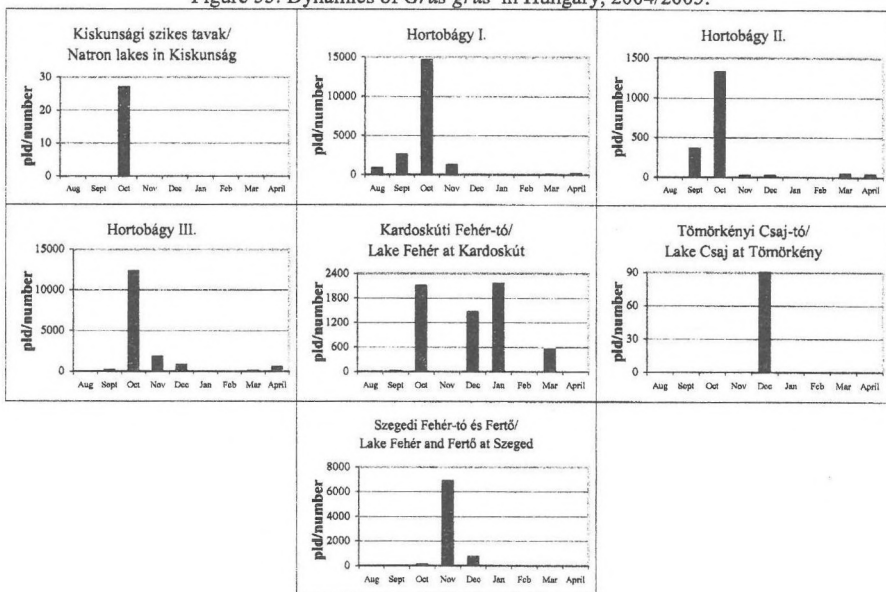 Figure 55. Dynamics of Grus grus in Hungary, 2004/2005.
Kiskunsági szikes tavak/
Natron lakes in Kiskunság
pld/number
30
20
10
0
Aug Sept Oct Nov Dec Jan Feb Mar April
Hortobágy I.
pld/number
15000
10000
5000
0
Aug Sept Oct Nov Dec Jan Feb Mar April
Hortobágy II.
pld/number
1500
1000
500
0
Aug Sept Oct Nov Dec Jan Feb Mar April
Hortobágy III.
pld/number
15000
10000
5000
0
Aug Sept Oct Nov Dec Jan Feb Mar April
Kardoskúti Fehér-tó/
Lake Fehér at Kardoskút
pld/number
2400
1800
1200
600
0
Aug Sept Oct Nov Dec Jan Feb Mar April
Tömörkényi Csaj-tó/
Lake Csaj at Tömörkény
pld/number
90
60
30
0
Aug Sept Oct Nov Dec Jan Feb Mar April
Szegedi Fehér-tó és Fertő/
Lake Fehér and Fertő at Szeged
pld/number
8000
6000
4000
2000
0
Aug Sept Oct Nov Dec Jan Feb Mar April